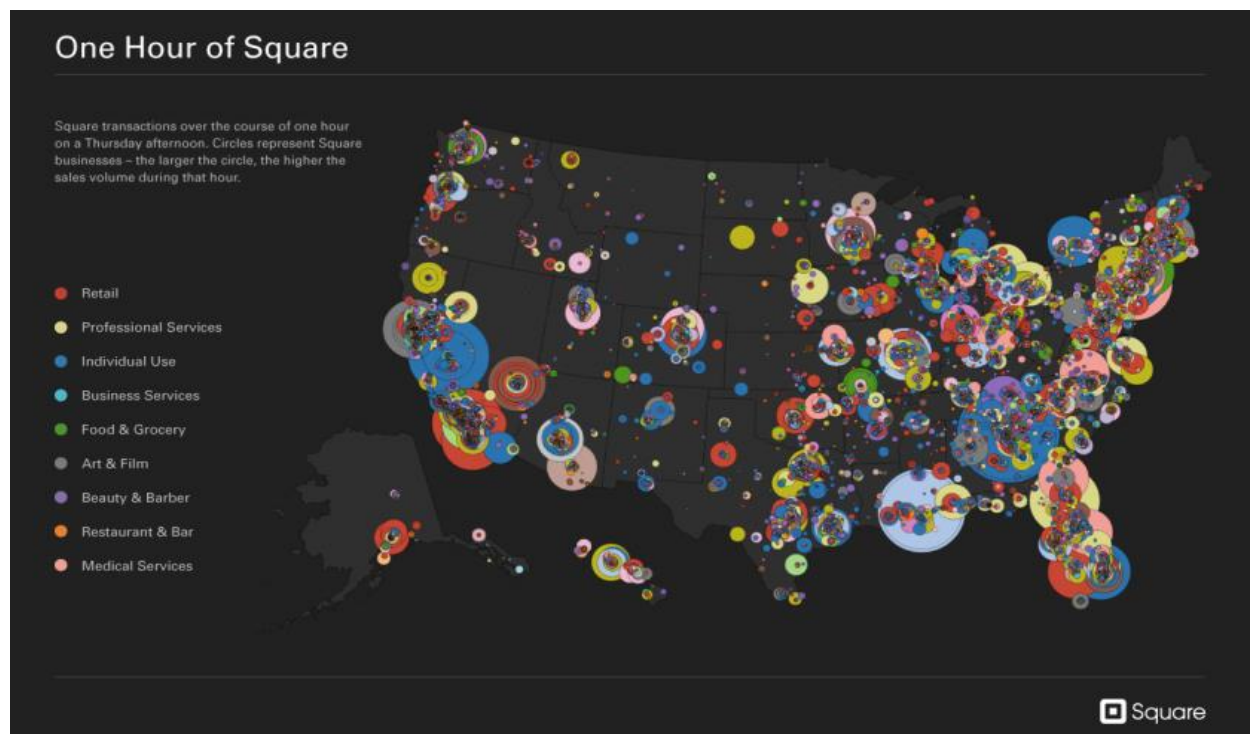 One Hour of Square
Square transactions over the course of one hour
on a Thursday afternoon. Circles represent Square
businesses – the larger the circle, the higher the
sales volume during that hour.
Retail
Professional Services
Individual Use
Business Services
Food & Grocery
Art & Film
Beauty & Barber
Restaurant & Bar
Medical Services
Square